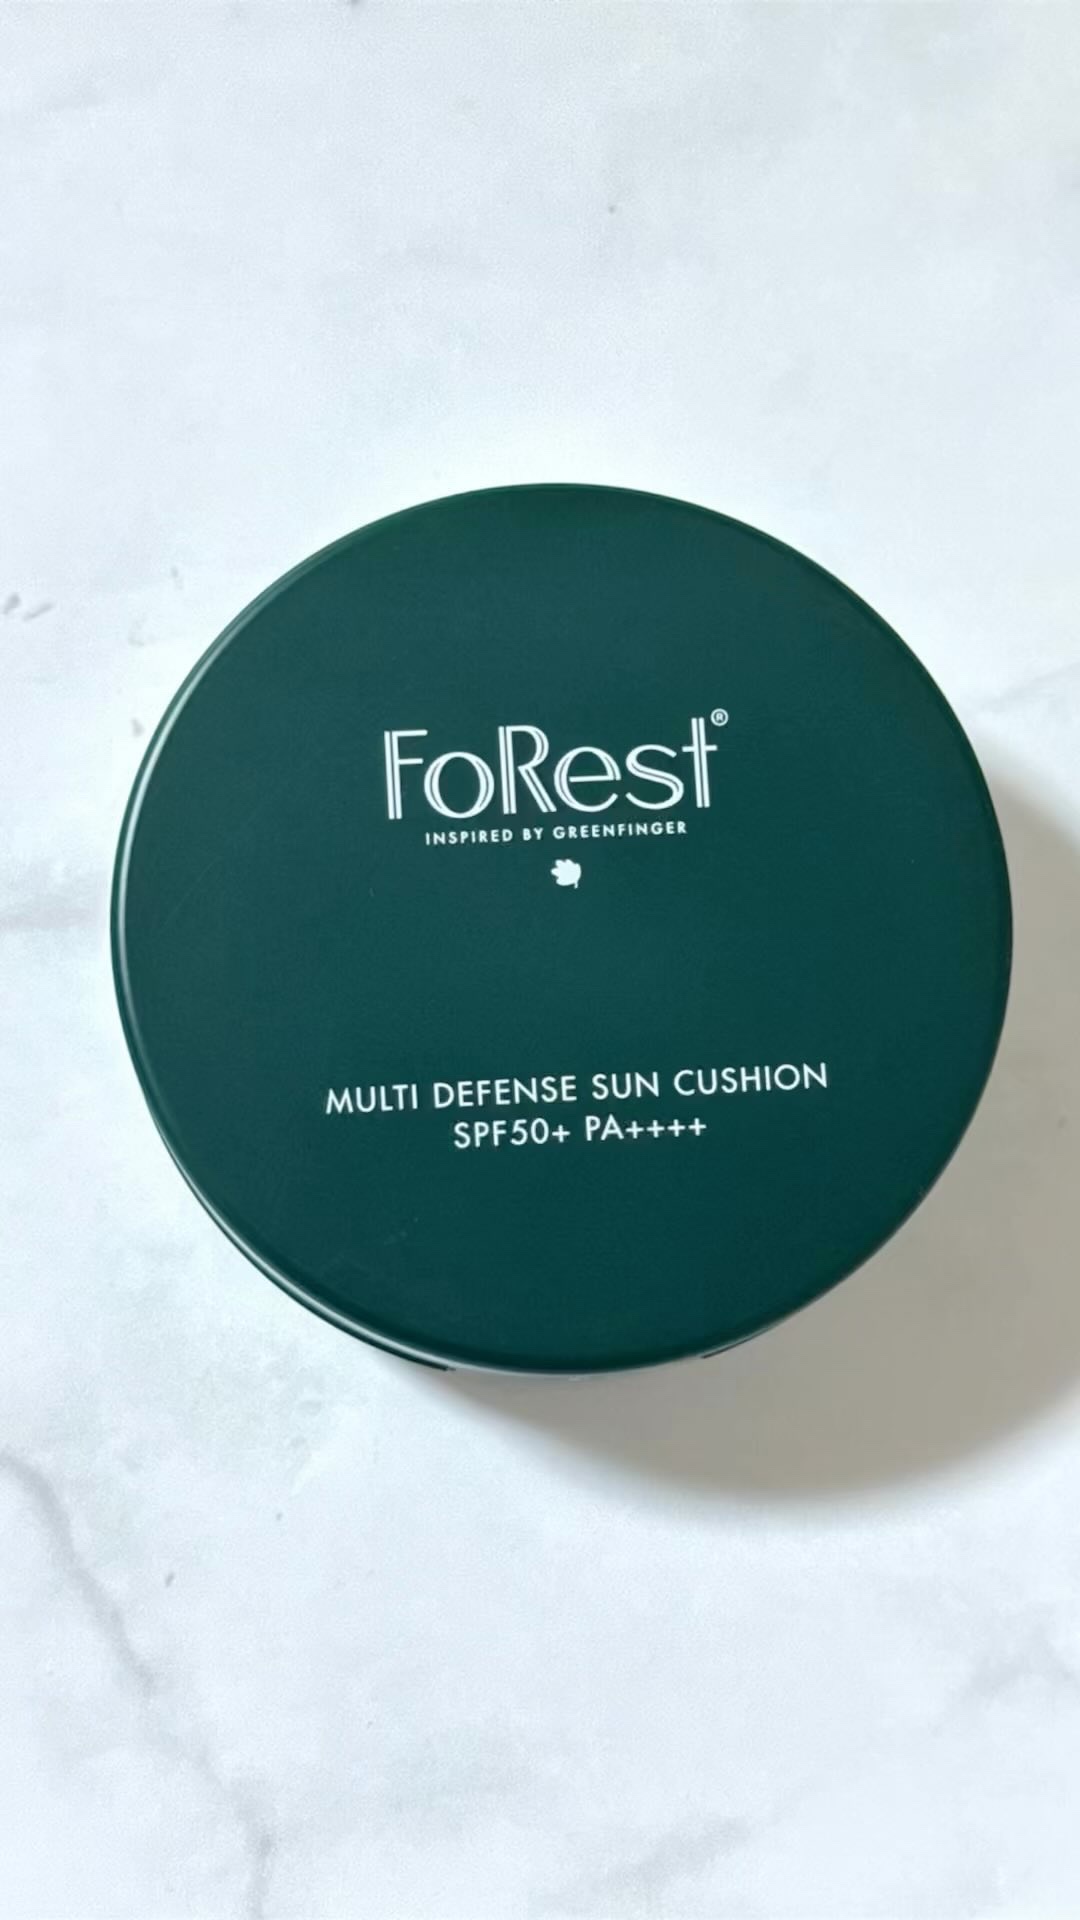 FoRest®
INSPIRED BY GREENFINGER
MULTI DEFENSE SUN CUSHION
SPF50+ PA++++